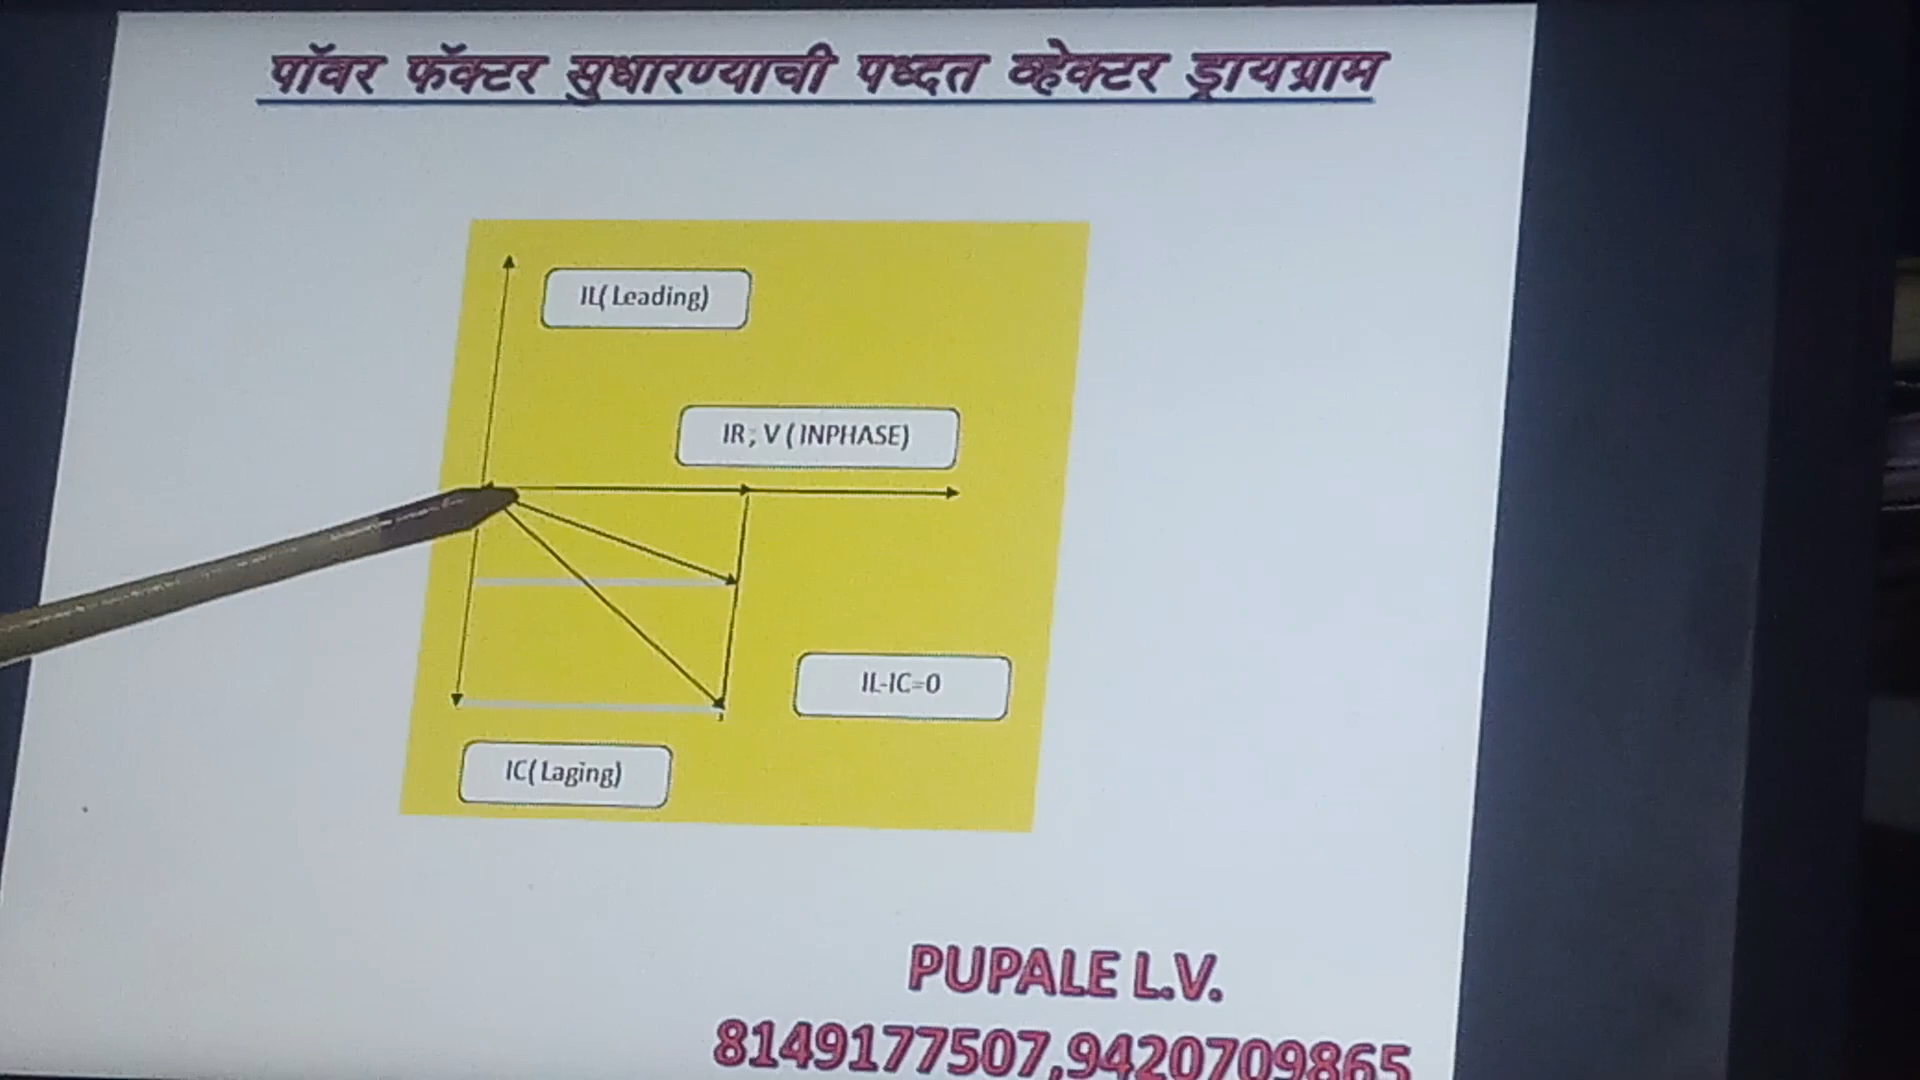 पॉवर फॅक्टर सुधारण्याची पध्दत व्हेक्टर ड्रायग्राम
IL( Leading)
IR ; V ( INPHASE)
IL-IC=0
IC( Laging)
PUPALE L.V.
8149177507,9420709865